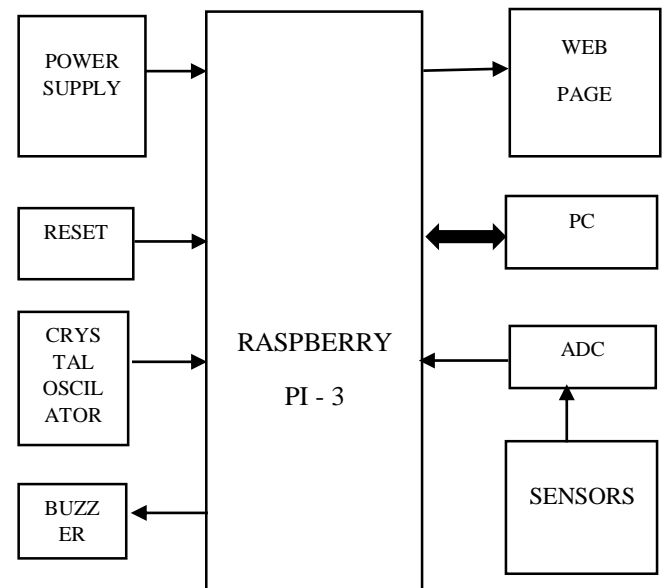 POWER
SUPPLY
RESET
CRYS
TAL
OSCIL
ATOR
BUZZ
ER
RASPBERRY
PI - 3
WEB
PAGE
PC
ADC
SENSORS